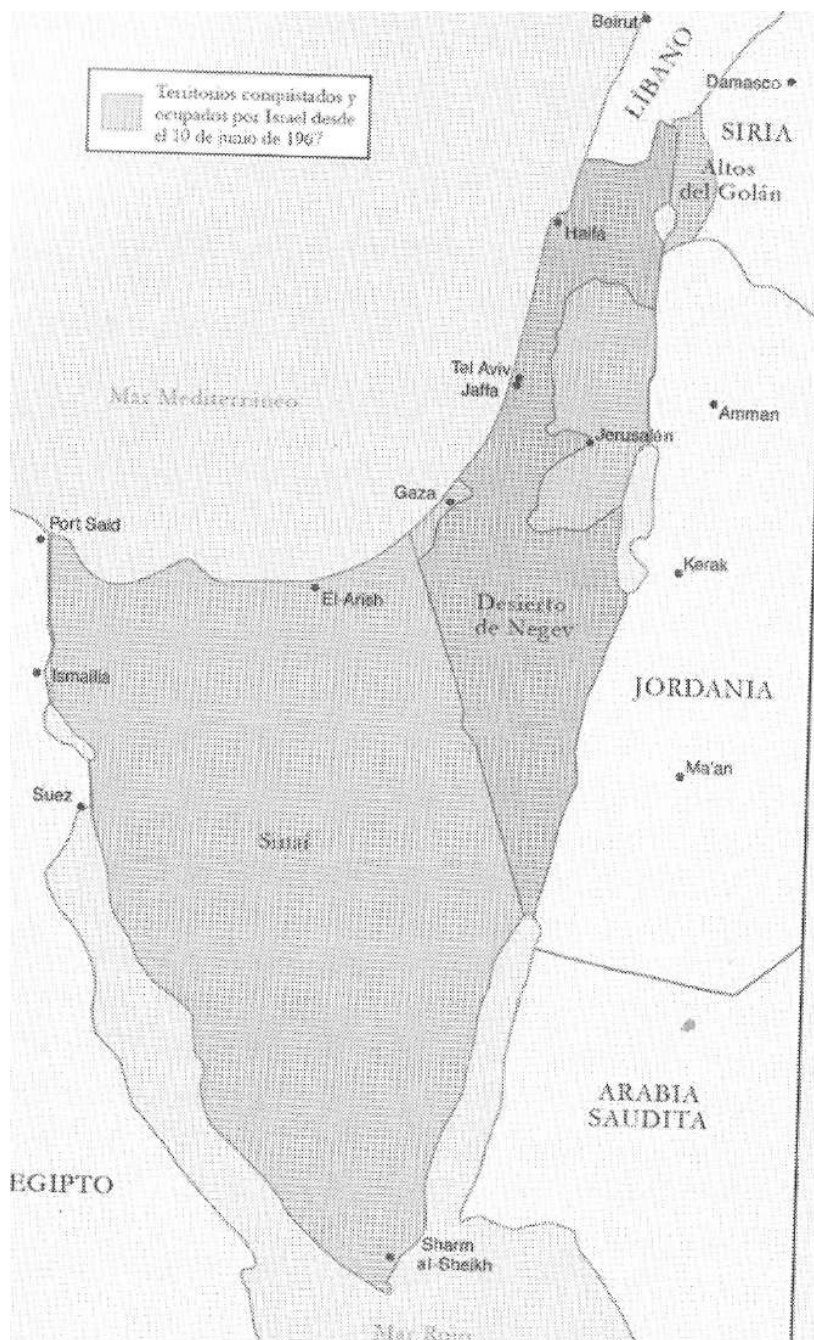 Beirut
LÍBANO
Damasco
SIRIA
Territorios conquistados y
ocupados por Israel desde
el 10 de junio de 1967
Altos
del Golán
Haifa
Tel Aviv
Jaffa
Mar Mediterráneo
Amman
Jerusalén
Gaza
Port Said
Kerak
El Arish
Desierto
de Negev
Ismailia
JORDANIA
Ma'an
Suez
Sinaí
ARABIA
SAUDITA
EGIPTO
Sharm
al-Sheikh
Mar Rojo